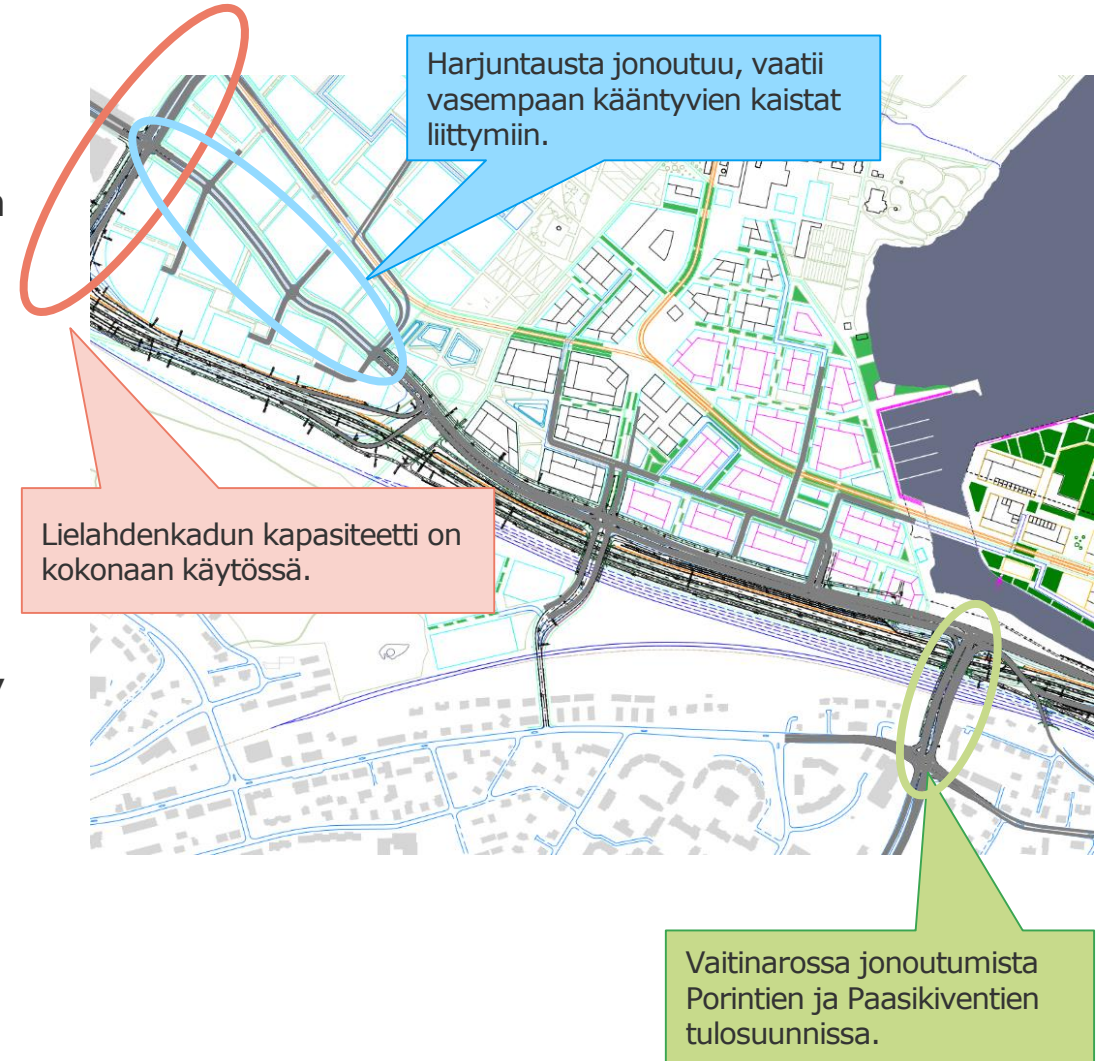 Harjuntausta jonoutuu, vaatii
vasempaan kääntyvien kaistat
liittymiin.
Lielahdenkadun kapasiteetti on
kokonaan käytössä.
Vaitinarossa jonoutumista
Porintien ja Paasikiventien
tulosuunnissa.